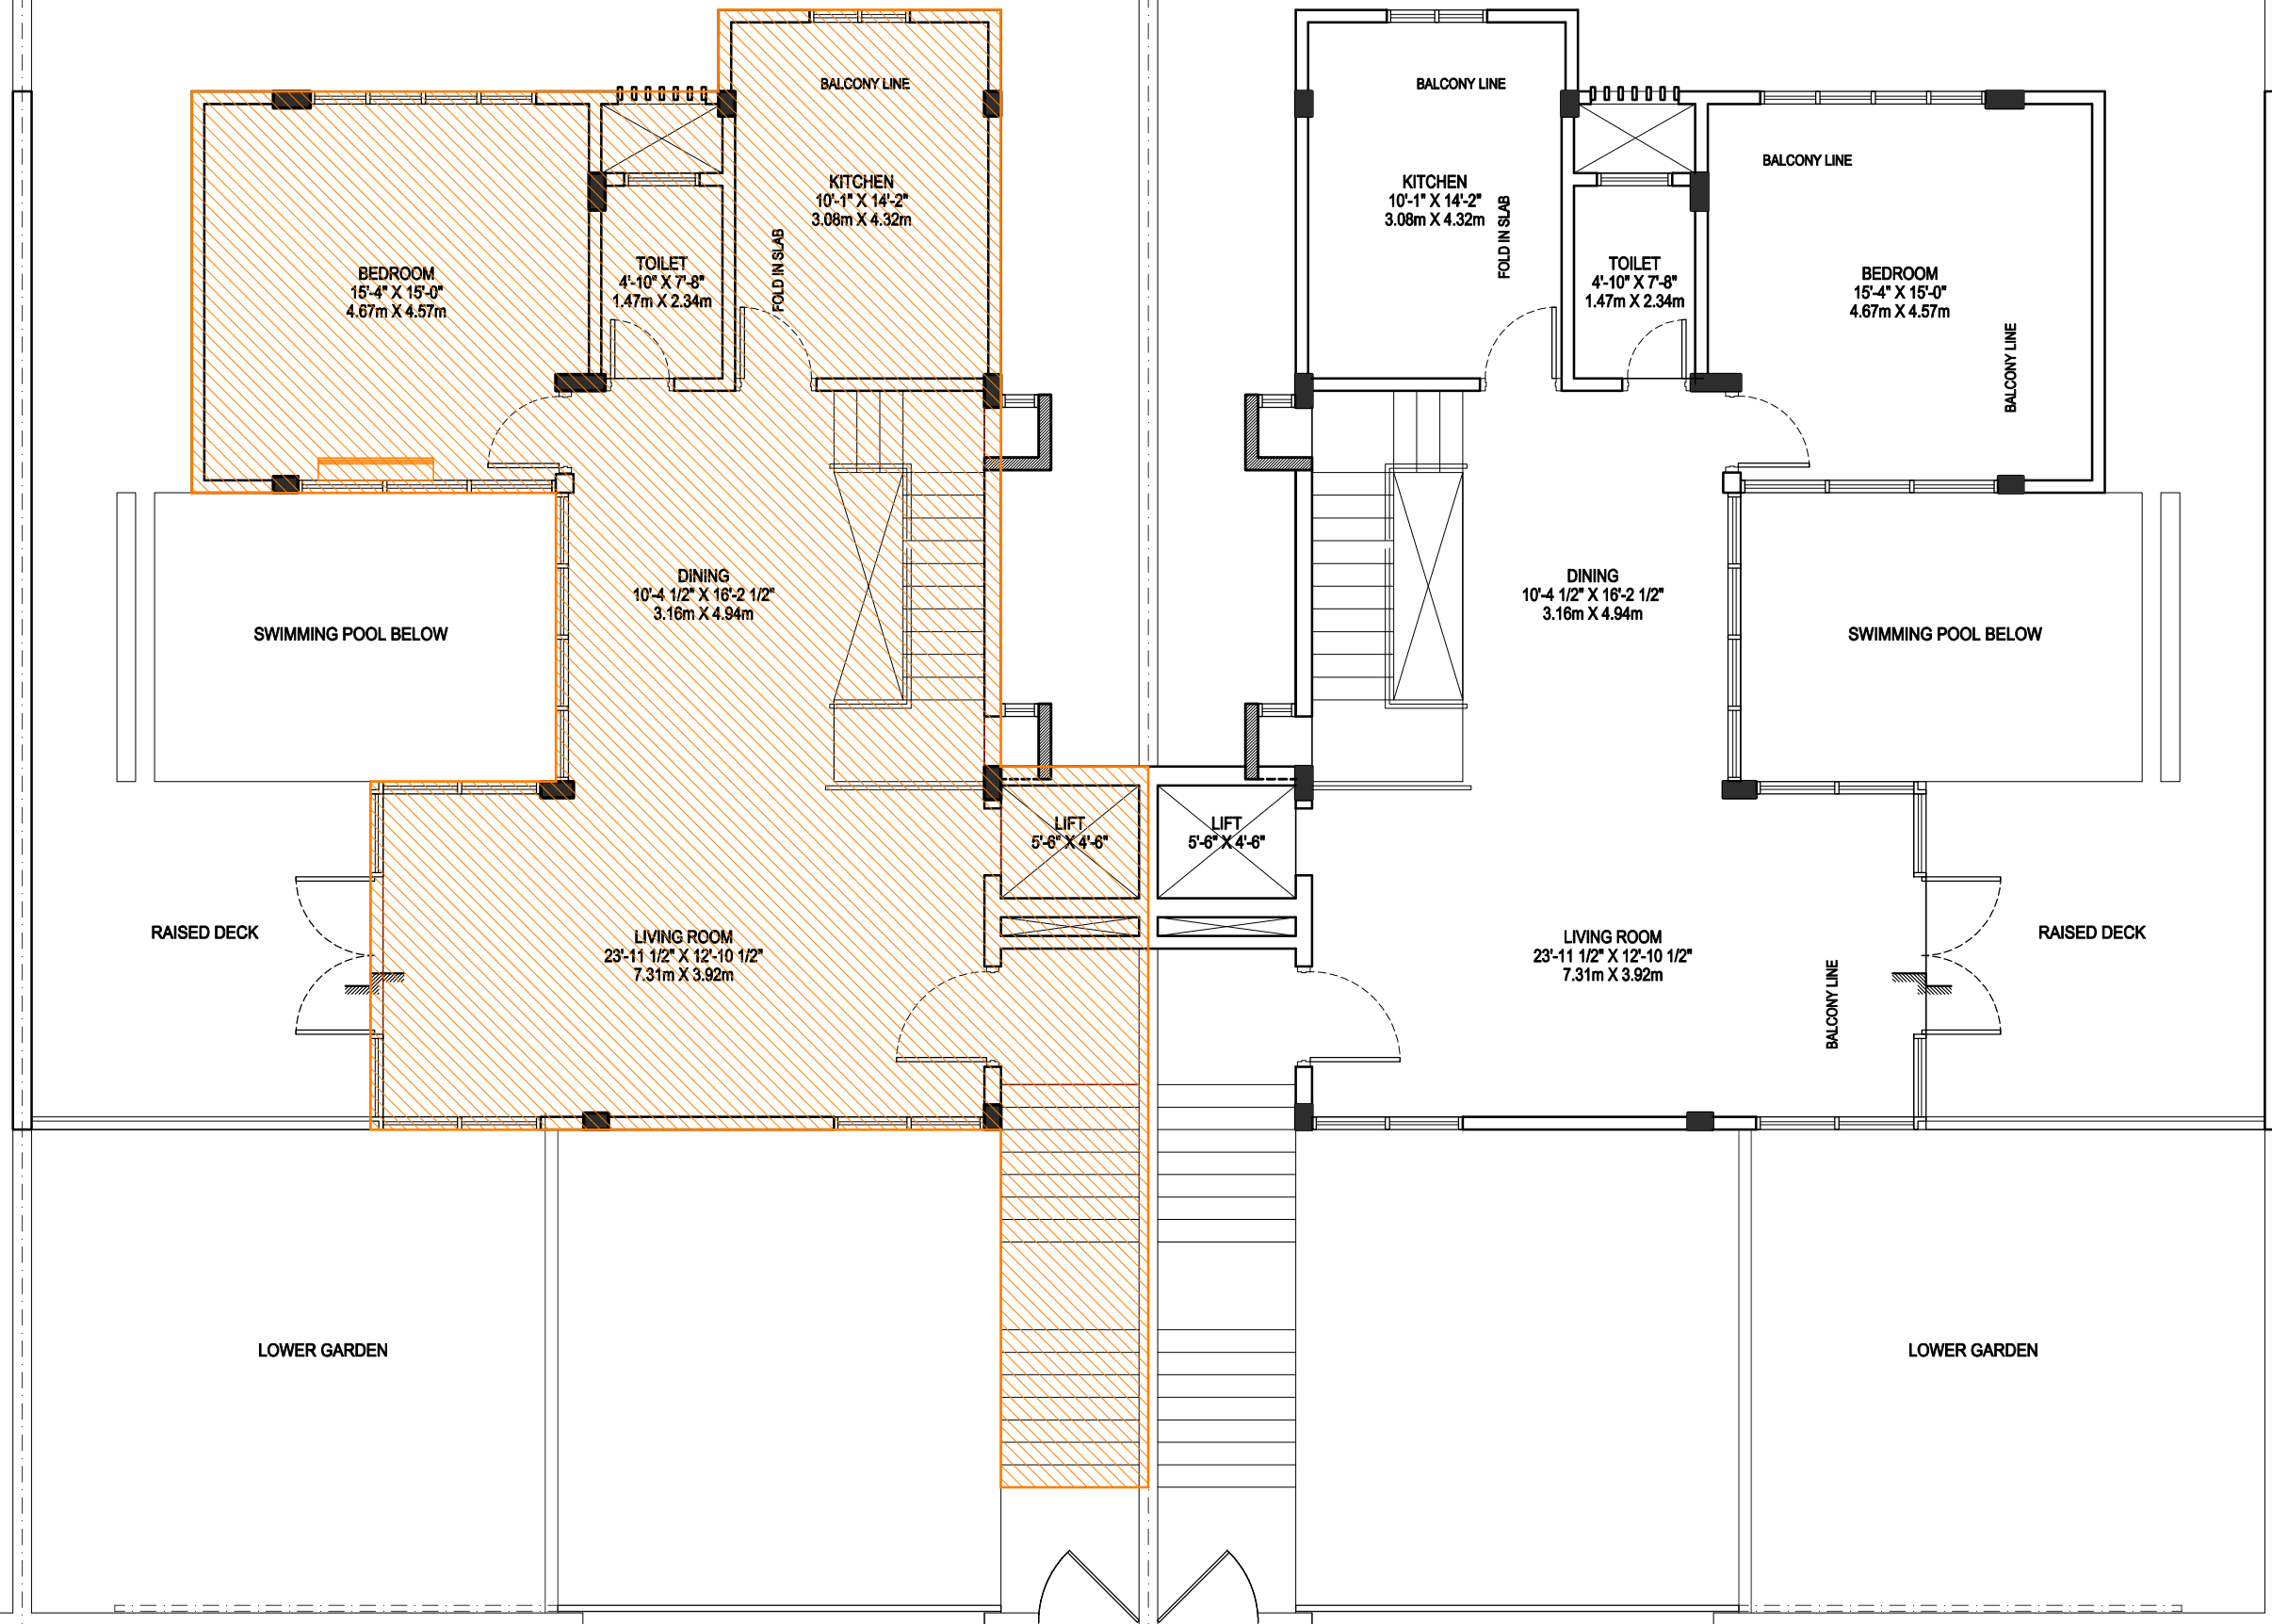 BALCONY LINE
KITCHEN
10'-1" X 14'-2"
3.08m X 4.32m
FOLD IN SLAB
TOILET
4'-10" X 7'-8"
1.47m X 2.34m
BEDROOM
15'-4" X 15'-0"
4.67m X 4.57m
DINING
10'-4 1/2" X 16'-2 1/2"
3.16m X 4.94m
SWIMMING POOL BELOW
LIFT
5'-6" X 4'-6"
RAISED DECK
LIVING ROOM
23'-11 1/2" X 12'-10 1/2"
7.31m X 3.92m
LOWER GARDEN
BALCONY LINE
BALCONY LINE
KITCHEN
10'-1" X 14'-2"
3.08m X 4.32m
FOLD IN SLAB
TOILET
4'-10" X 7'-8"
1.47m X 2.34m
BEDROOM
15'-4" X 15'-0"
4.67m X 4.57m
BALCONY LINE
DINING
10'-4 1/2" X 16'-2 1/2"
3.16m X 4.94m
SWIMMING POOL BELOW
LIFT
5'-6" X 4'-6"
LIVING ROOM
23'-11 1/2" X 12'-10 1/2"
7.31m X 3.92m
BALCONY LINE
RAISED DECK
LOWER GARDEN